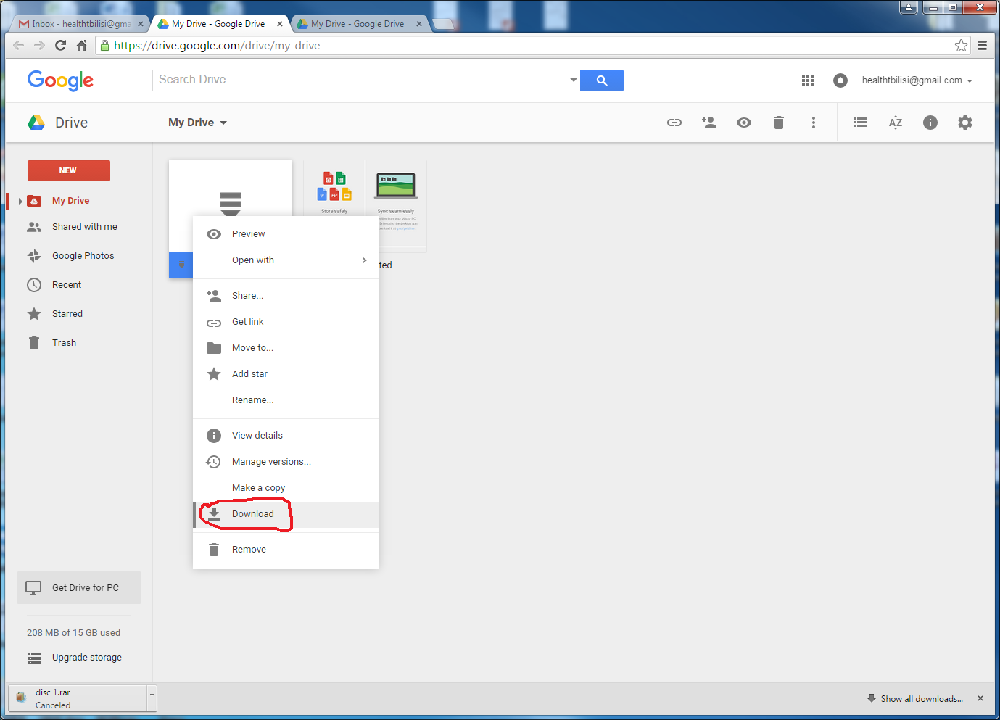 Inbox - healthtbilisi@gma
My Drive - Google Drive
My Drive - Google Drive
https://drive.google.com/drive/my-drive
Google
Search Drive
healthtbilisi@gmail.com
Drive
My Drive
AZ
NEW
My Drive
Shared with me
Google Photos
Recent
Starred
Trash
Store safely
Sync seamlessly
ted
Preview
Open with
Share...
Get link
Move to...
Add star
Rename...
View details
Manage versions...
Make a copy
Download
Remove
Get Drive for PC
208 MB of 15 GB used
Upgrade storage
disc 1.rar
Canceled
Show all downloads...